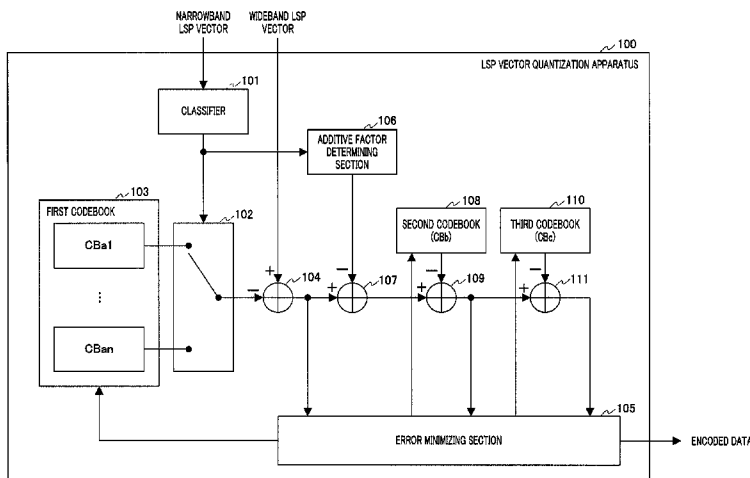 NARROWBAND
LSP VECTOR
WIDEBAND LSP
VECTOR
100
LSP VECTOR QUANTIZATION APPARATUS
101
CLASSIFIER
106
ADDITIVE FACTOR
DETERMINING
SECTION
103
FIRST CODEBOOK
CBa1
⋮
CBan
102
108
SECOND CODEBOOK
(CBb)
110
THIRD CODEBOOK
(CBc)
+
−
104
−
+
107
−
+
109
−
+
111
105
ERROR MINIMIZING SECTION
ENCODED DATA